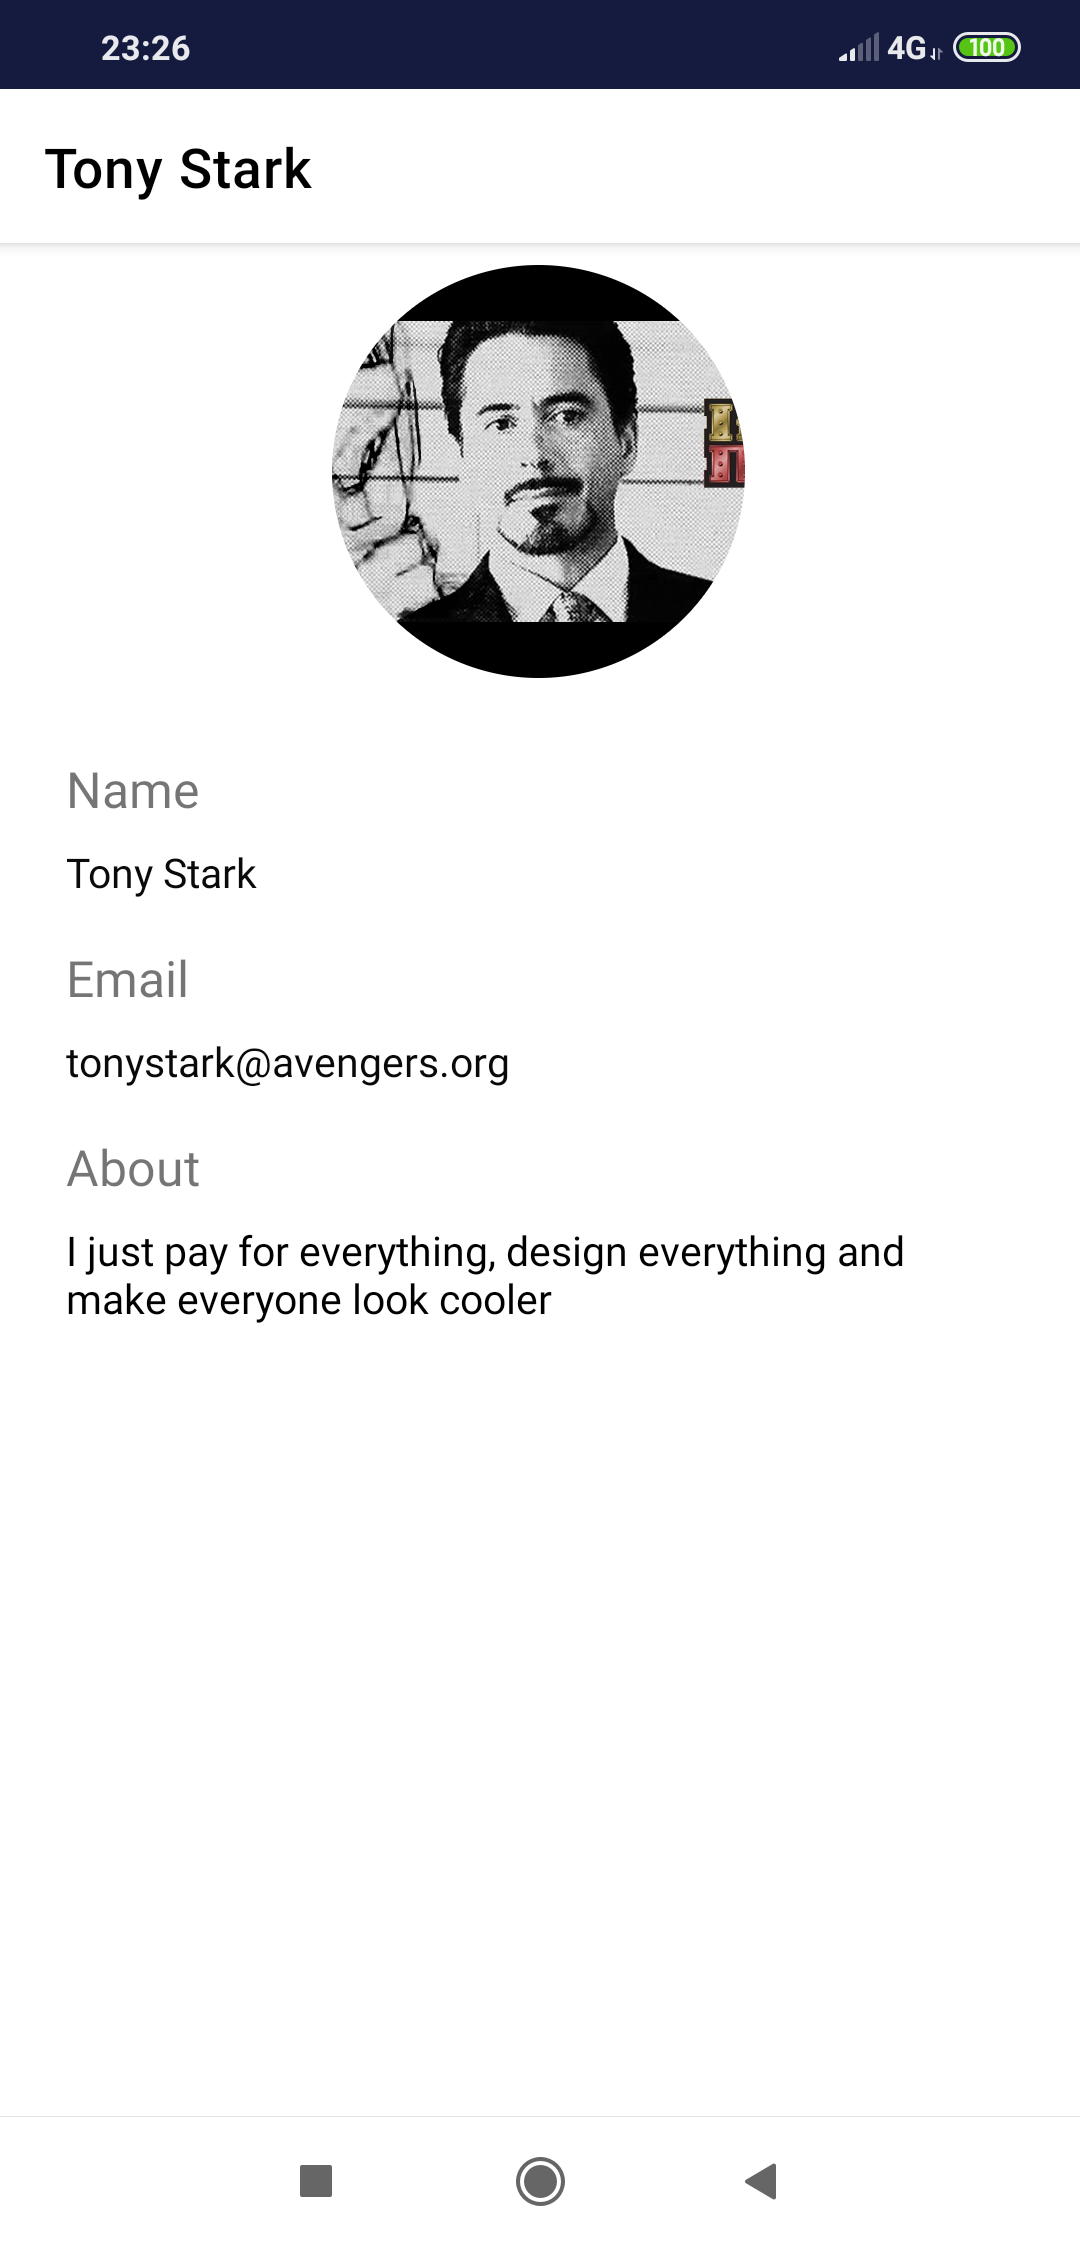 23:26
4G 100
Tony Stark
Name
Tony Stark
Email
tonystark@avengers.org
About
I just pay for everything, design everything and
make everyone look cooler